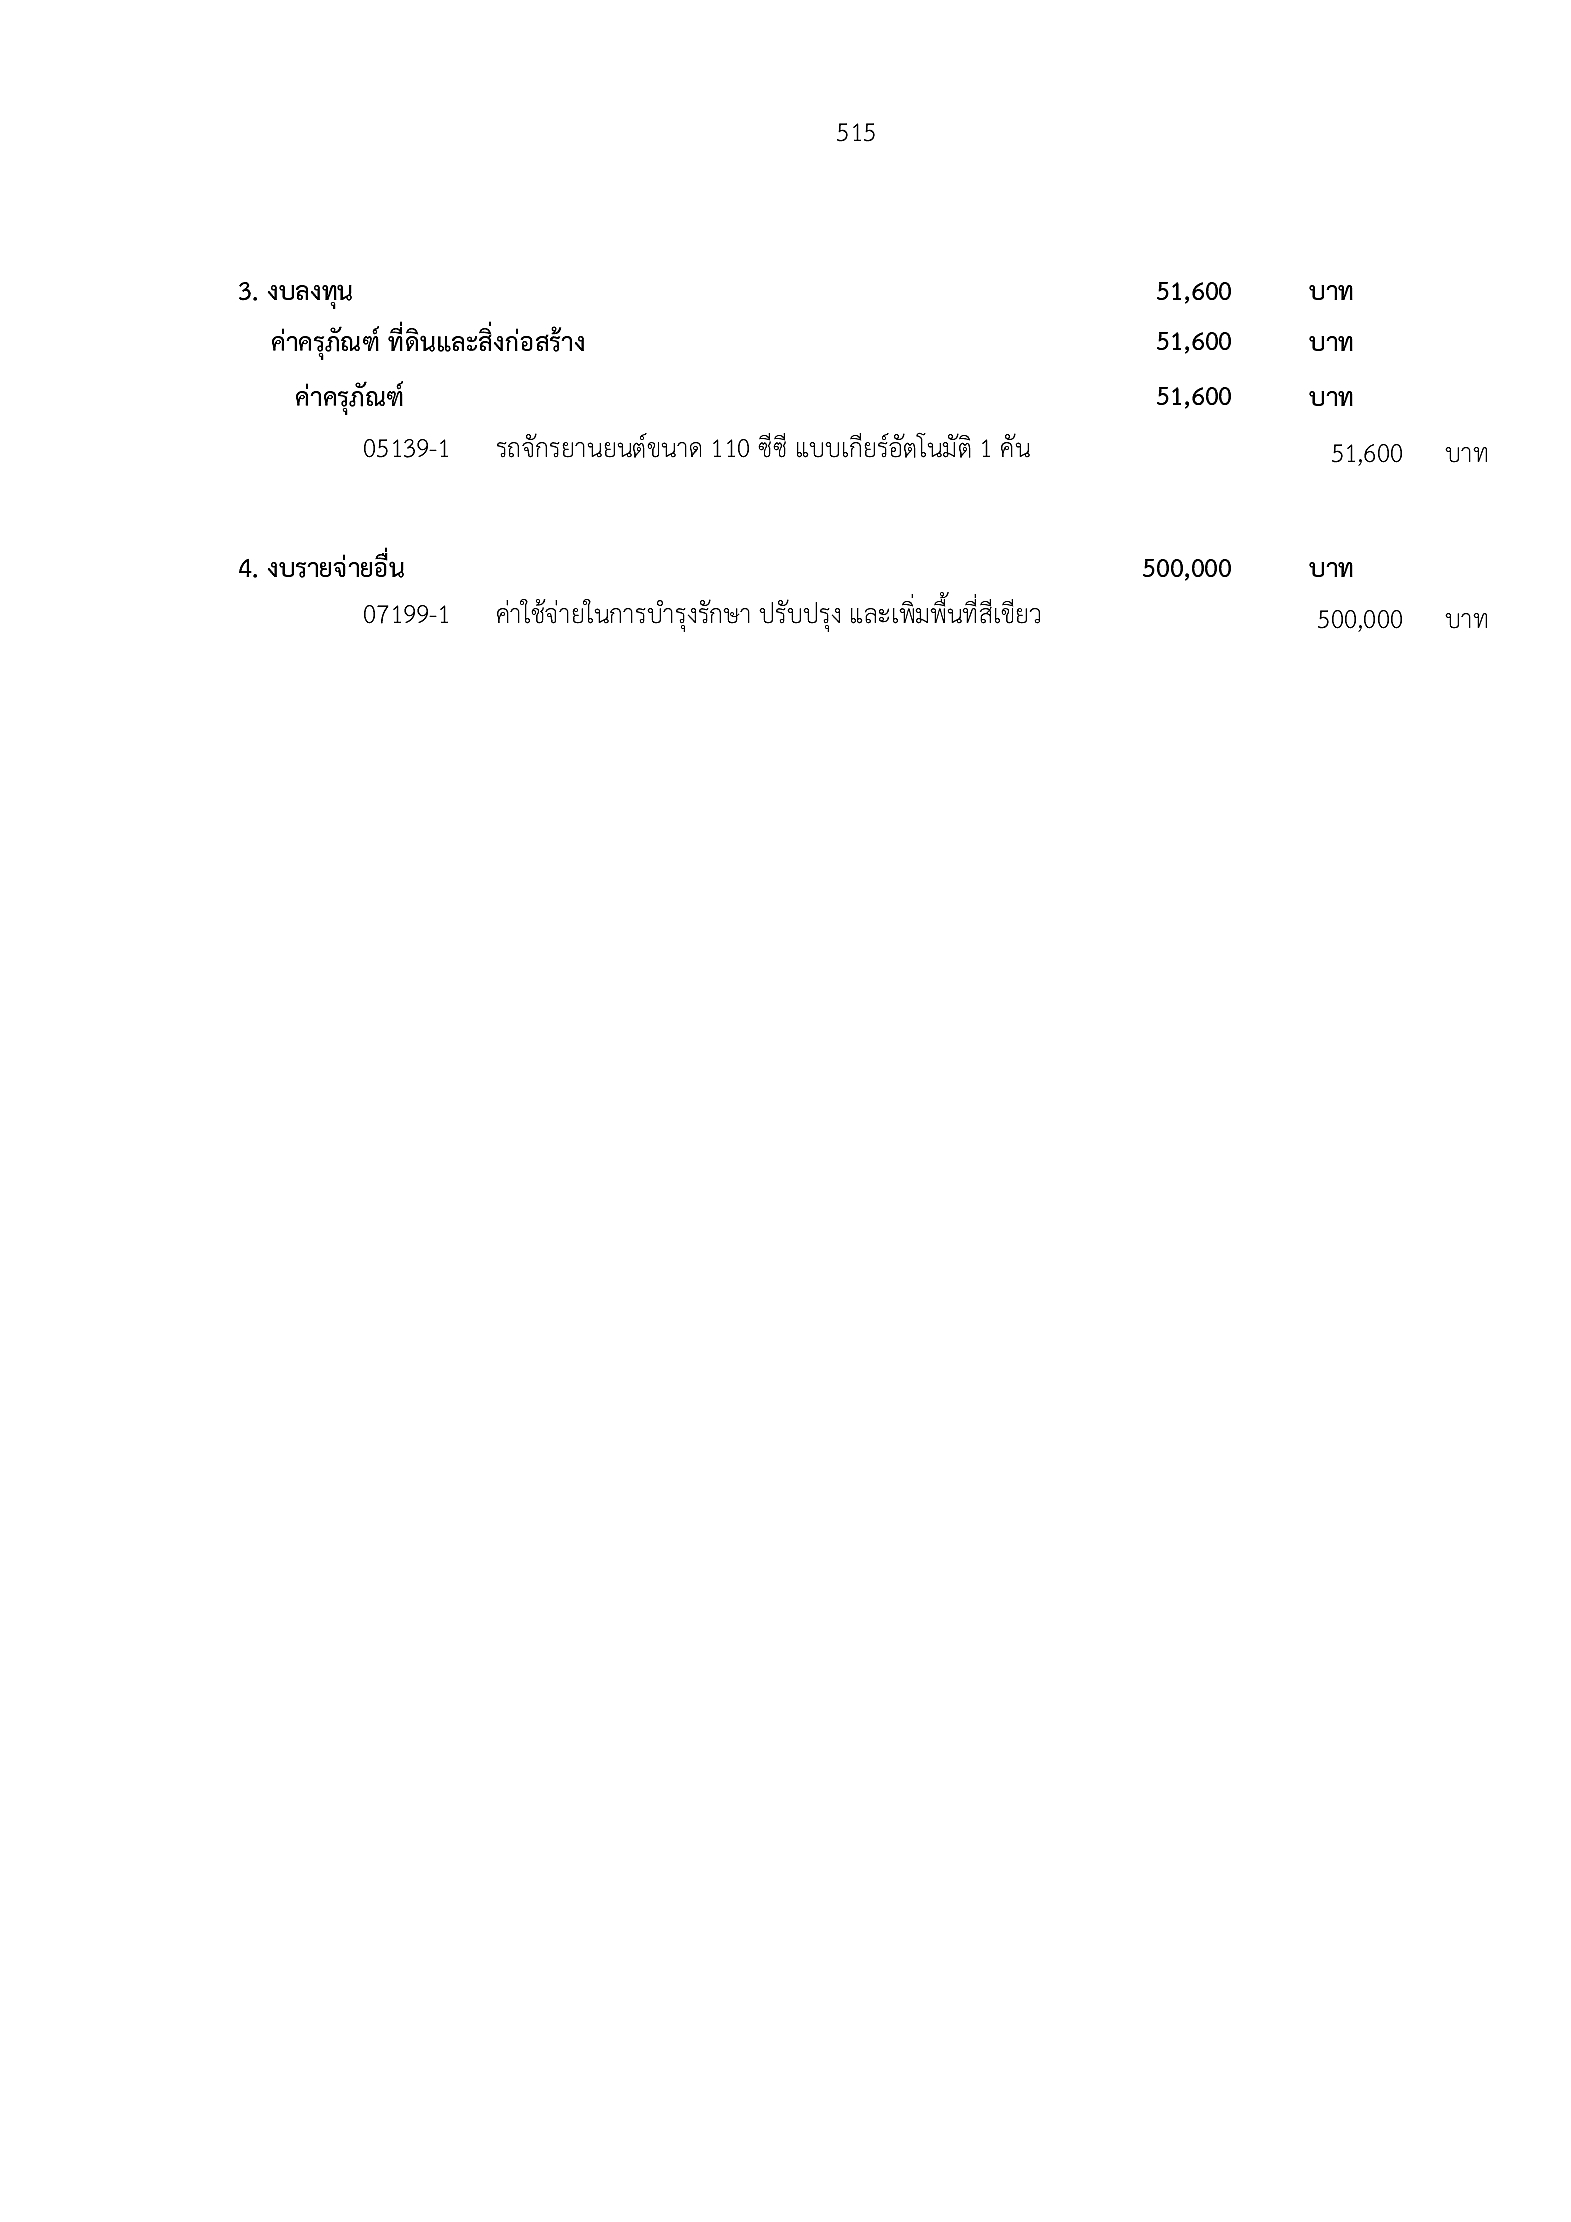 515
3. งบลงทุน 51,600 บาท
ค่าครุภัณฑ์ ที่ดินและสิ่งก่อสร้าง 51,600 บาท
ค่าครุภัณฑ์ 51,600 บาท
05139-1 รถจักรยานยนต์ขนาด 110 ซีซี แบบเกียร์อัตโนมัติ 1 คัน 51,600 บาท
4. งบรายจ่ายอื่น 500,000 บาท
07199-1 ค่าใช้จ่ายในการบำรุงรักษา ปรับปรุง และเพิ่มพื้นที่สีเขียว 500,000 บาท